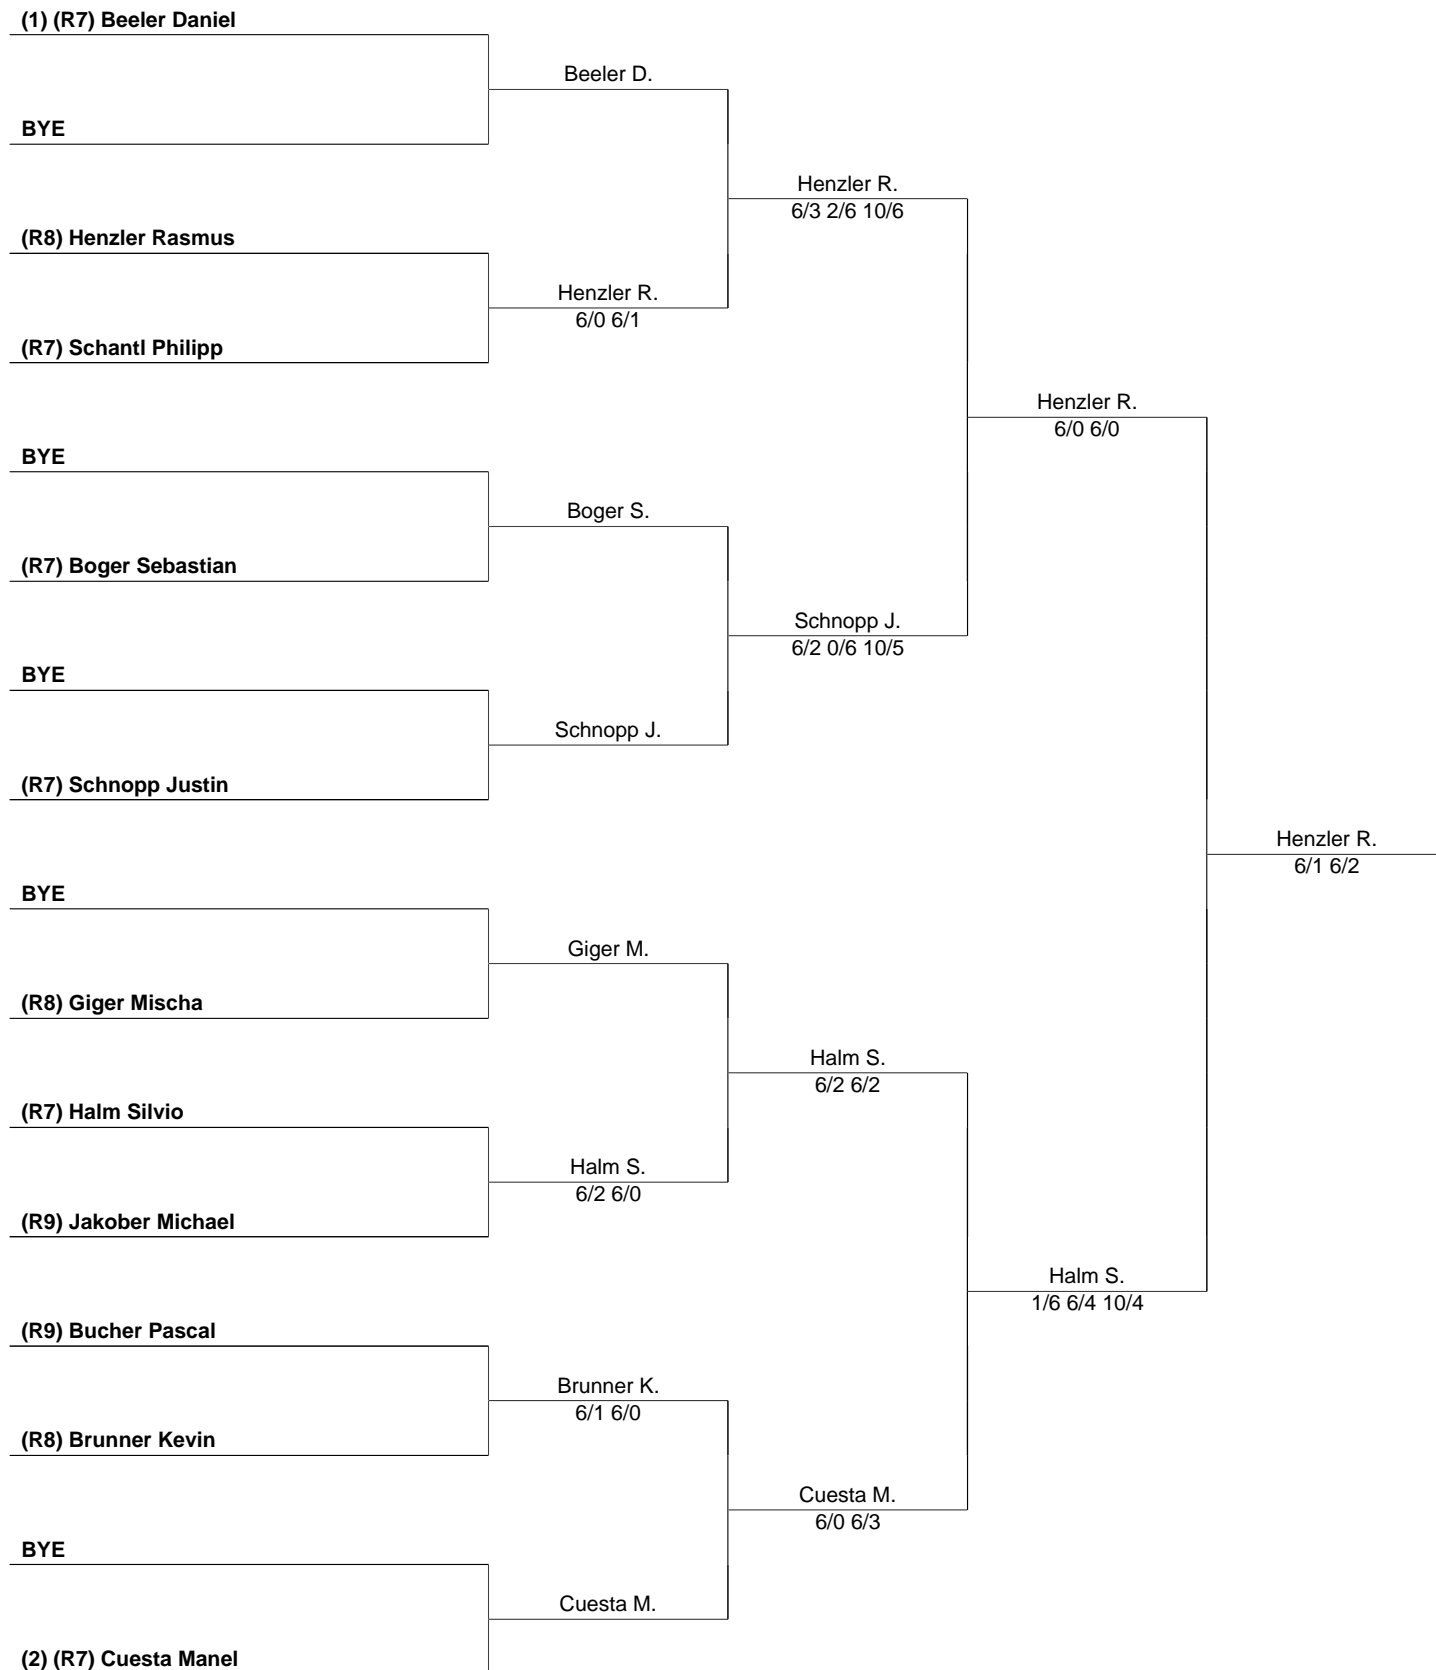 (1) (R7) Beeler Daniel
Beeler D.
BYE
Henzler R.
6/3 2/6 10/6
(R8) Henzler Rasmus
Henzler R.
6/0 6/1
(R7) Schantl Philipp
Henzler R.
6/0 6/0
BYE
Boger S.
(R7) Boger Sebastian
Schnopp J.
6/2 0/6 10/5
BYE
Schnopp J.
(R7) Schnopp Justin
Henzler R.
6/1 6/2
BYE
Giger M.
(R8) Giger Mischa
Halm S.
6/2 6/2
(R7) Halm Silvio
Halm S.
6/2 6/0
(R9) Jakober Michael
Halm S.
1/6 6/4 10/4
(R9) Bucher Pascal
Brunner K.
6/1 6/0
(R8) Brunner Kevin
Cuesta M.
6/0 6/3
BYE
Cuesta M.
(2) (R7) Cuesta Manel